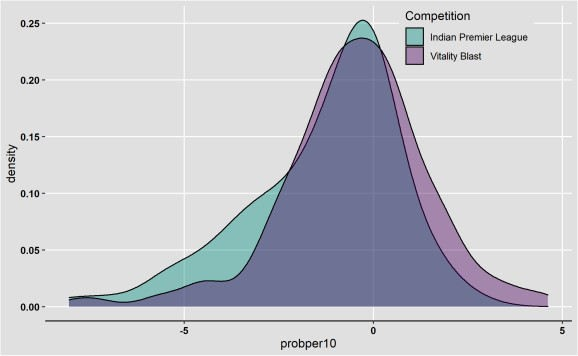 Competition
Indian Premier League
Vitality Blast
0.25
0.20
0.15
0.10
0.05
0.00
density
-5
0
5
probper10